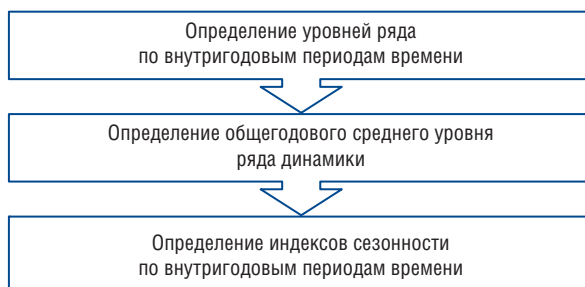 Определение уровней ряда
по внутригодовым периодам времени
Определение общегодового среднего уровня
ряда динамики
Определение индексов сезонности
по внутригодовым периодам времени